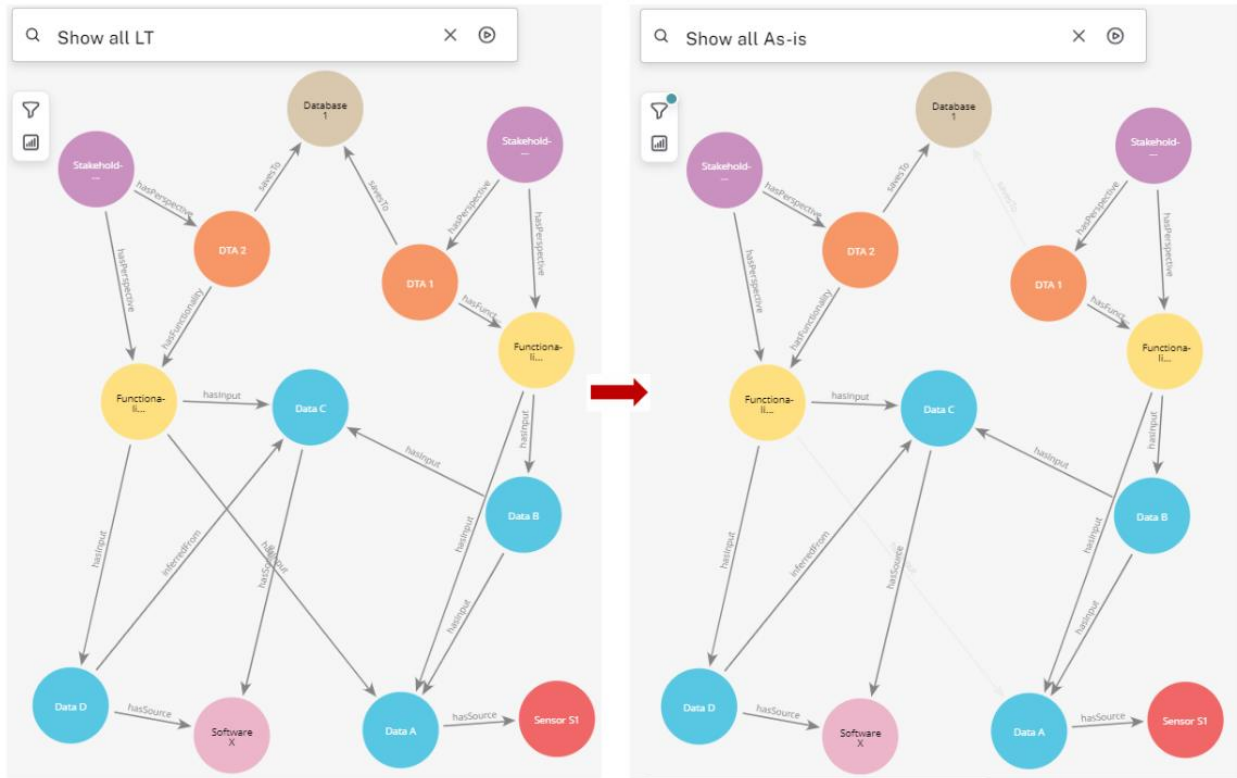 Show all LT
Database
1
Stakehold-
...
Stakehold-
...
hasPerspective
savesTo
savesTo
hasPerspective
hasPerspective
hasPerspective
DTA 2
DTA 1
hasFunctionality
hasFunct...
Functiona-
li...
Functiona-
li...
hasInput
Data C
hasInput
hasInput
Data B
hasInput
hasInput
inferredFrom
hasInput
hasSource
hasInput
Data D
hasSource
Software
X
Data A
hasSource
Sensor S1
Show all As-is
Database
1
Stakehold-
...
Stakehold-
...
hasPerspective
savesTo
savesTo
hasPerspective
hasPerspective
hasPerspective
DTA 2
DTA 1
hasFunctionality
hasFunct...
Functiona-
li...
Functiona-
li...
hasInput
Data C
hasInput
hasInput
Data B
hasInput
hasInput
inferredFrom
hasSource
hasInput
Data D
hasSource
Software
X
Data A
hasSource
Sensor S1